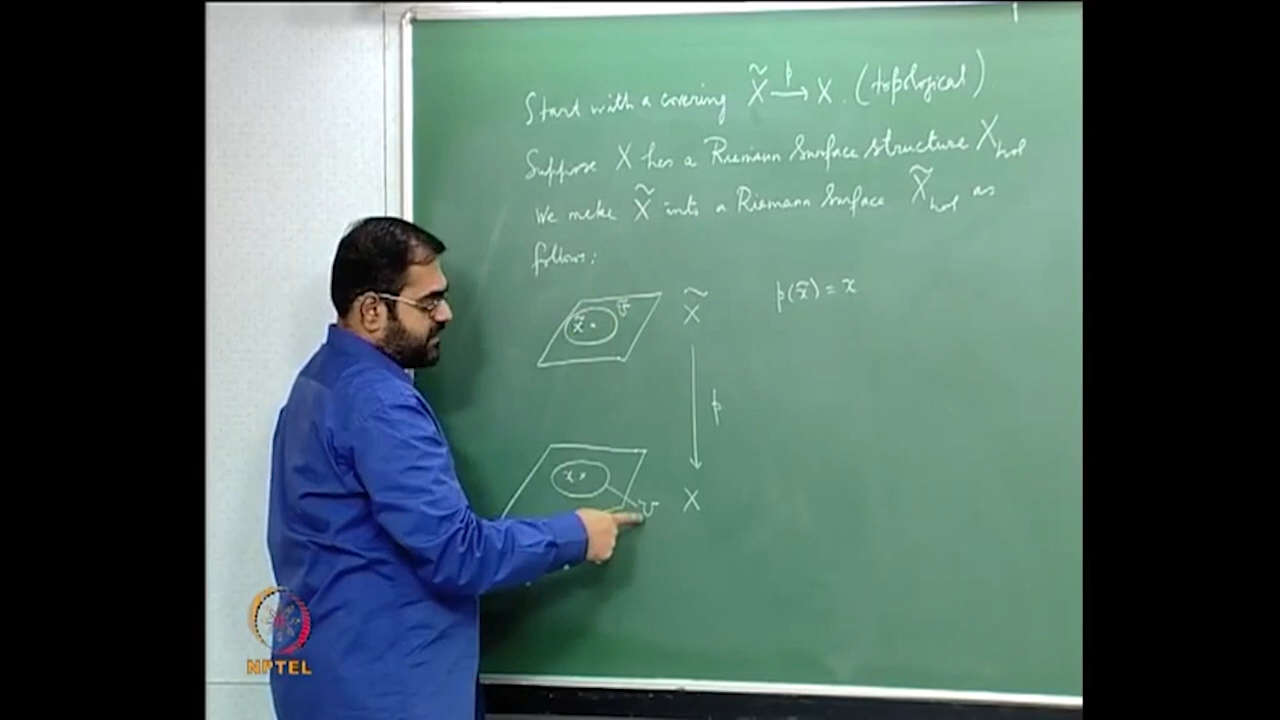 Start with a covering X̃ —p→ X. (topological)
Suppose X has a Riemann Surface structure X_hol
We make X̃ into a Riemann Surface X̃_hol as
follows:
X̃ p(x̃) = x
x̃
p
x
X
NPTEL